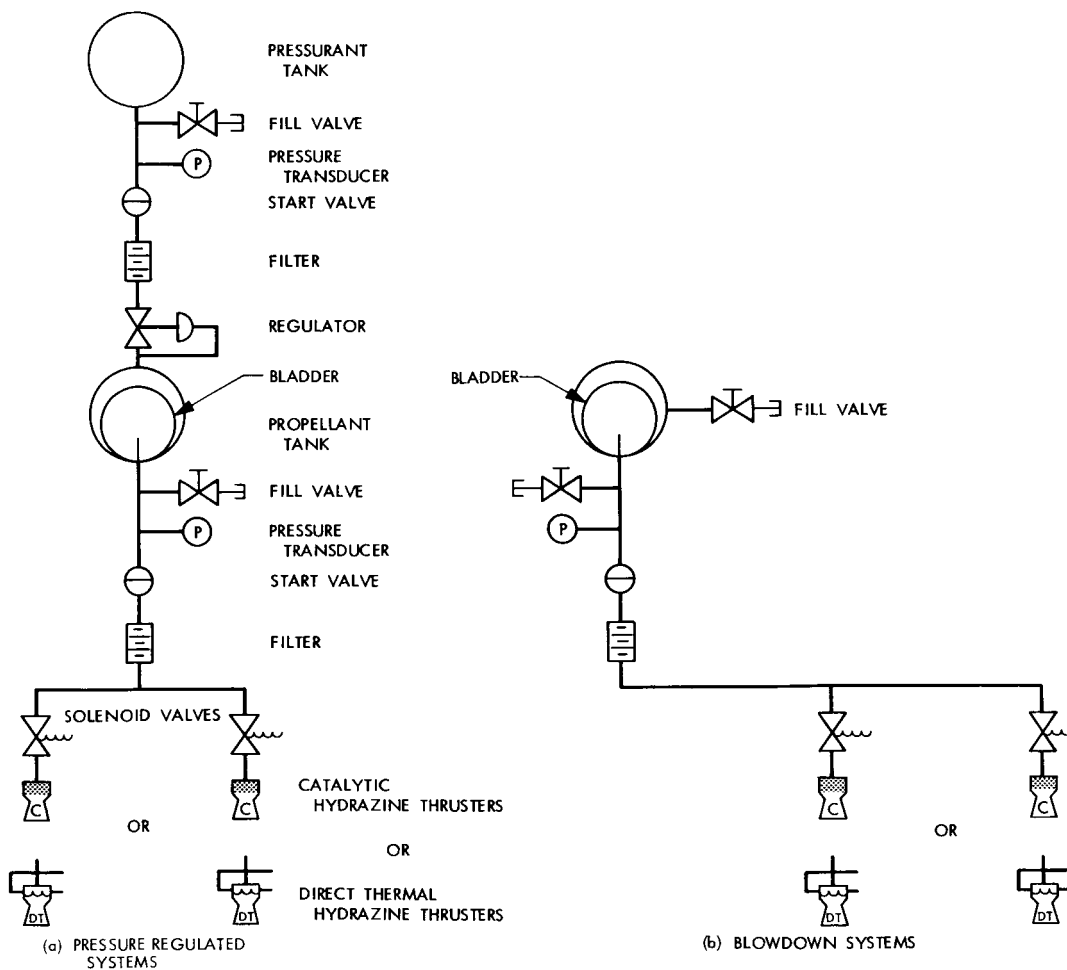 PRESSURANT
TANK
FILL VALVE
P
PRESSURE
TRANSDUCER
START VALVE
FILTER
REGULATOR
BLADDER
PROPELLANT
TANK
FILL VALVE
P
PRESSURE
TRANSDUCER
START VALVE
FILTER
SOLENOID VALVES
C
C
CATALYTIC
HYDRAZINE THRUSTERS
OR
OR
DT
DT
DIRECT THERMAL
HYDRAZINE THRUSTERS
(a) PRESSURE REGULATED
SYSTEMS
BLADDER
FILL VALVE
P
C
C
OR
DT
DT
(b) BLOWDOWN SYSTEMS